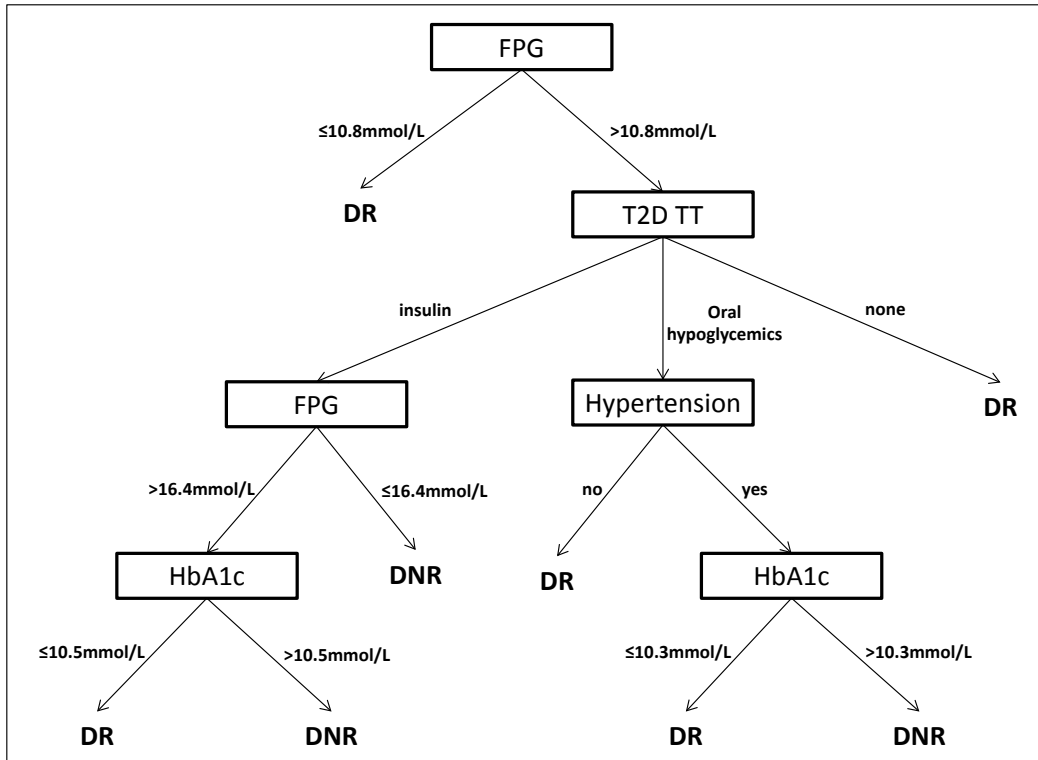 FPG
≤10.8mmol/L
>10.8mmol/L
DR
T2D TT
insulin
Oral
hypoglycemics
none
FPG
Hypertension
DR
>16.4mmol/L
≤16.4mmol/L
no
yes
HbA1c
DNR
DR
HbA1c
≤10.5mmol/L
>10.5mmol/L
≤10.3mmol/L
>10.3mmol/L
DR
DNR
DR
DNR